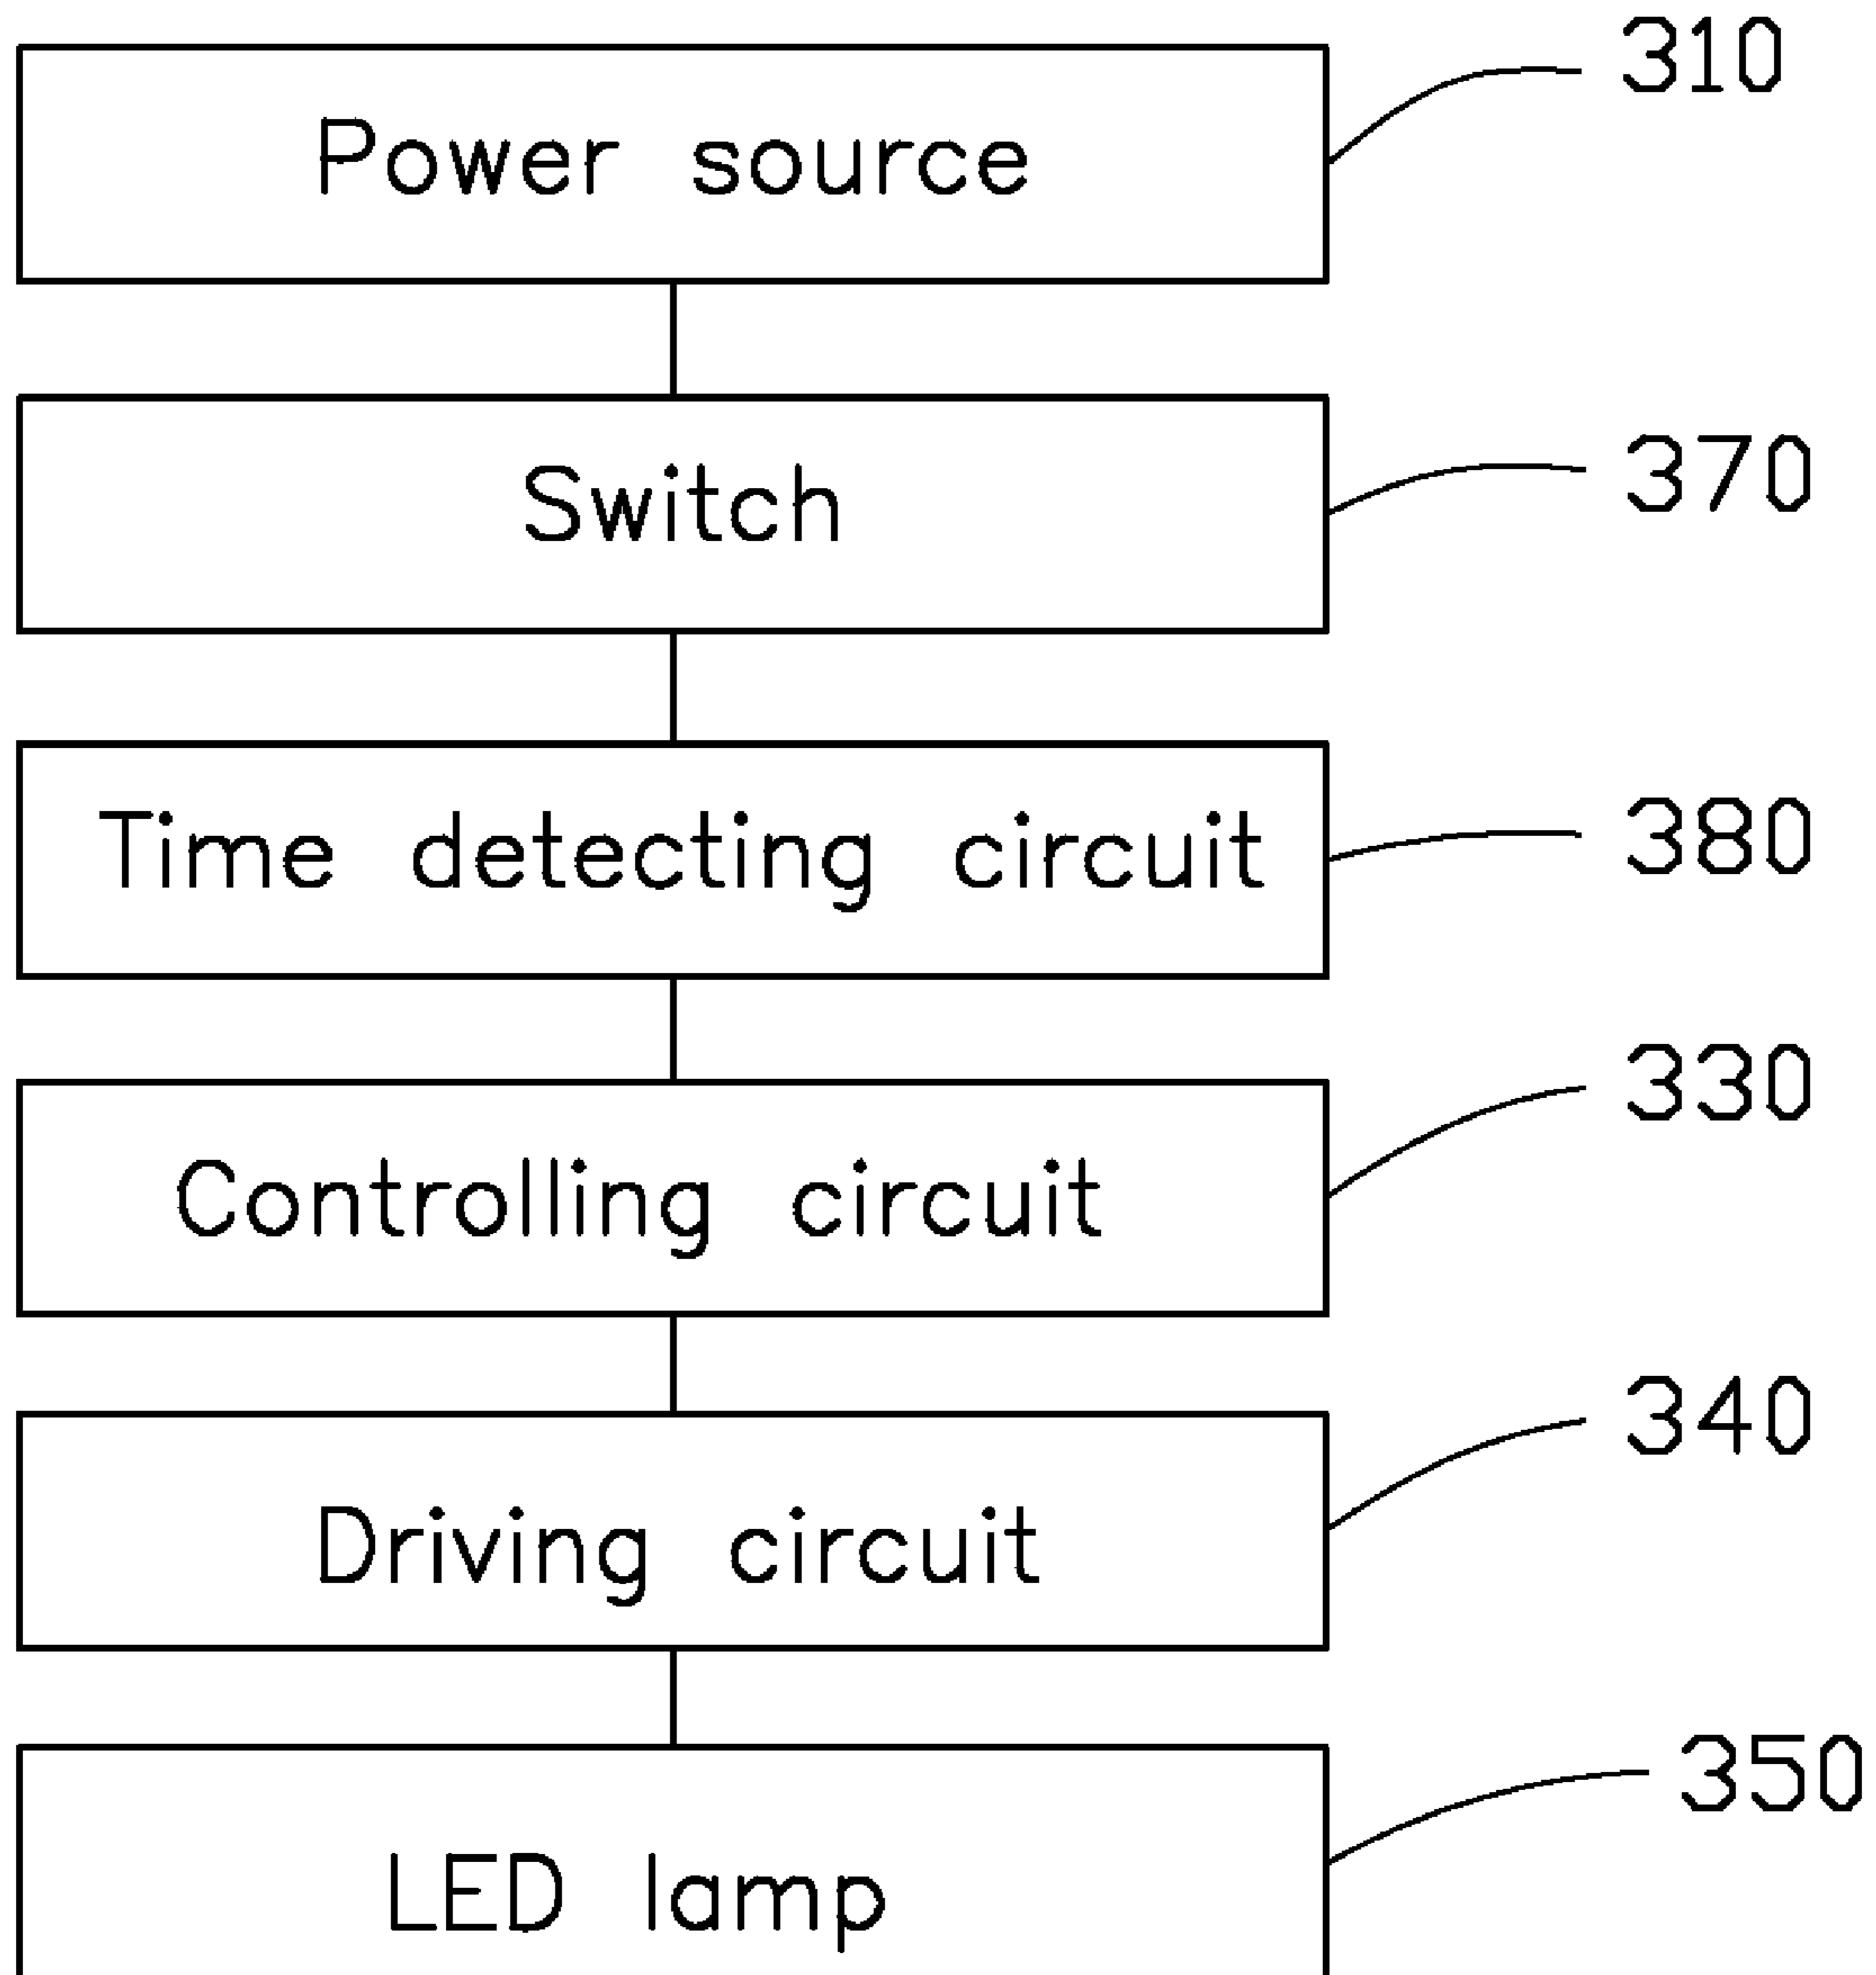 310
Power source
370
Switch
380
Time detecting circuit
330
Controlling circuit
340
Driving circuit
350
LED lamp